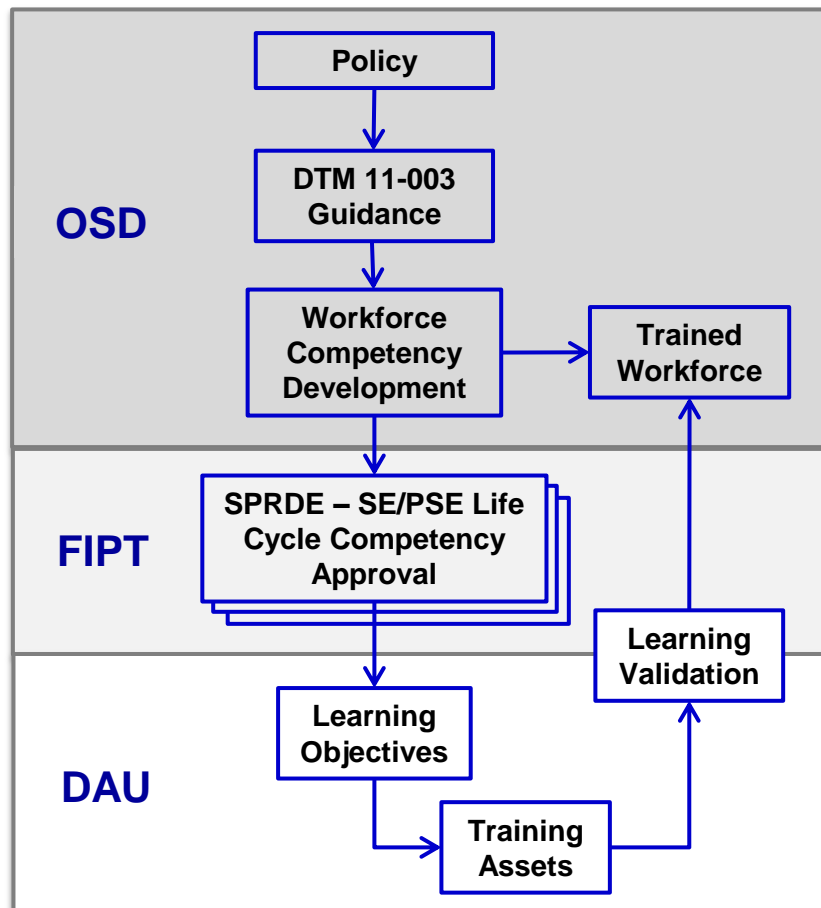 Policy
DTM 11-003
Guidance
OSD
Workforce
Competency
Development
Trained
Workforce
SPRDE – SE/PSE Life
Cycle Competency
Approval
FIPT
Learning
Validation
Learning
Objectives
DAU
Training
Assets